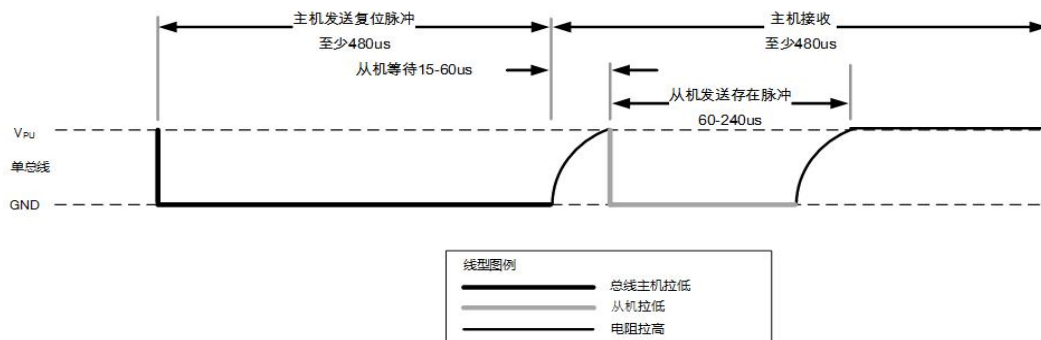 主机发送复位脉冲
至少480us
主机接收
至少480us
从机等待15-60us
从机发送存在脉冲
60-240us
VPU
单总线
GND
线型图例
总线主机拉低
从机拉低
电阻拉高